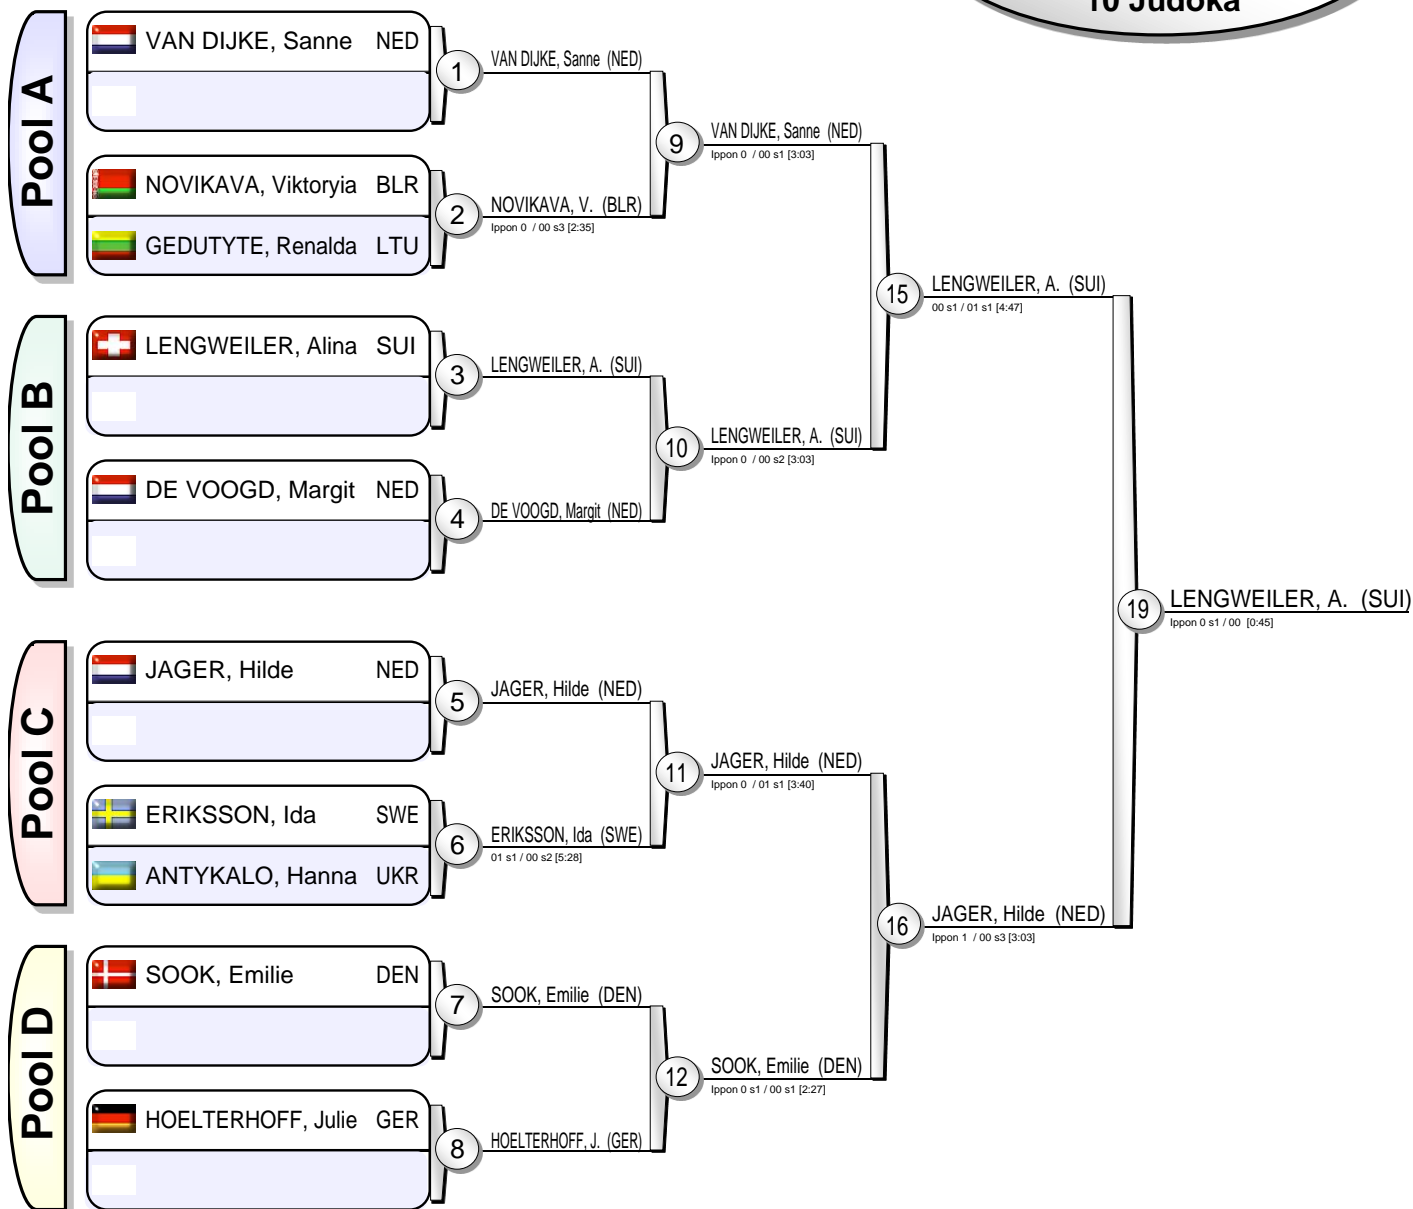 10 Judoka
Pool A
VAN DIJKE, Sanne NED
1
VAN DIJKE, Sanne (NED)
NOVIKAVA, Viktoryia BLR
GEDUTYTE, Renalda LTU
2
NOVIKAVA, V. (BLR)
Ippon 0 / 00 s3 [2:35]
9
VAN DIJKE, Sanne (NED)
Ippon 0 / 00 s1 [3:03]
Pool B
LENGWEILER, Alina SUI
3
LENGWEILER, A. (SUI)
DE VOOGD, Margit NED
4
DE VOOGD, Margit (NED)
10
LENGWEILER, A. (SUI)
Ippon 0 / 00 s2 [3:03]
15
LENGWEILER, A. (SUI)
00 s1 / 01 s1 [4:47]
Pool C
JAGER, Hilde NED
5
JAGER, Hilde (NED)
ERIKSSON, Ida SWE
ANTYKALO, Hanna UKR
6
ERIKSSON, Ida (SWE)
01 s1 / 00 s2 [5:28]
11
JAGER, Hilde (NED)
Ippon 0 / 01 s1 [3:40]
Pool D
SOOK, Emilie DEN
7
SOOK, Emilie (DEN)
HOELTERHOFF, Julie GER
8
HOELTERHOFF, J. (GER)
12
SOOK, Emilie (DEN)
Ippon 0 s1 / 00 s1 [2:27]
16
JAGER, Hilde (NED)
Ippon 1 / 00 s3 [3:03]
19
LENGWEILER, A. (SUI)
Ippon 0 s1 / 00 [0:45]